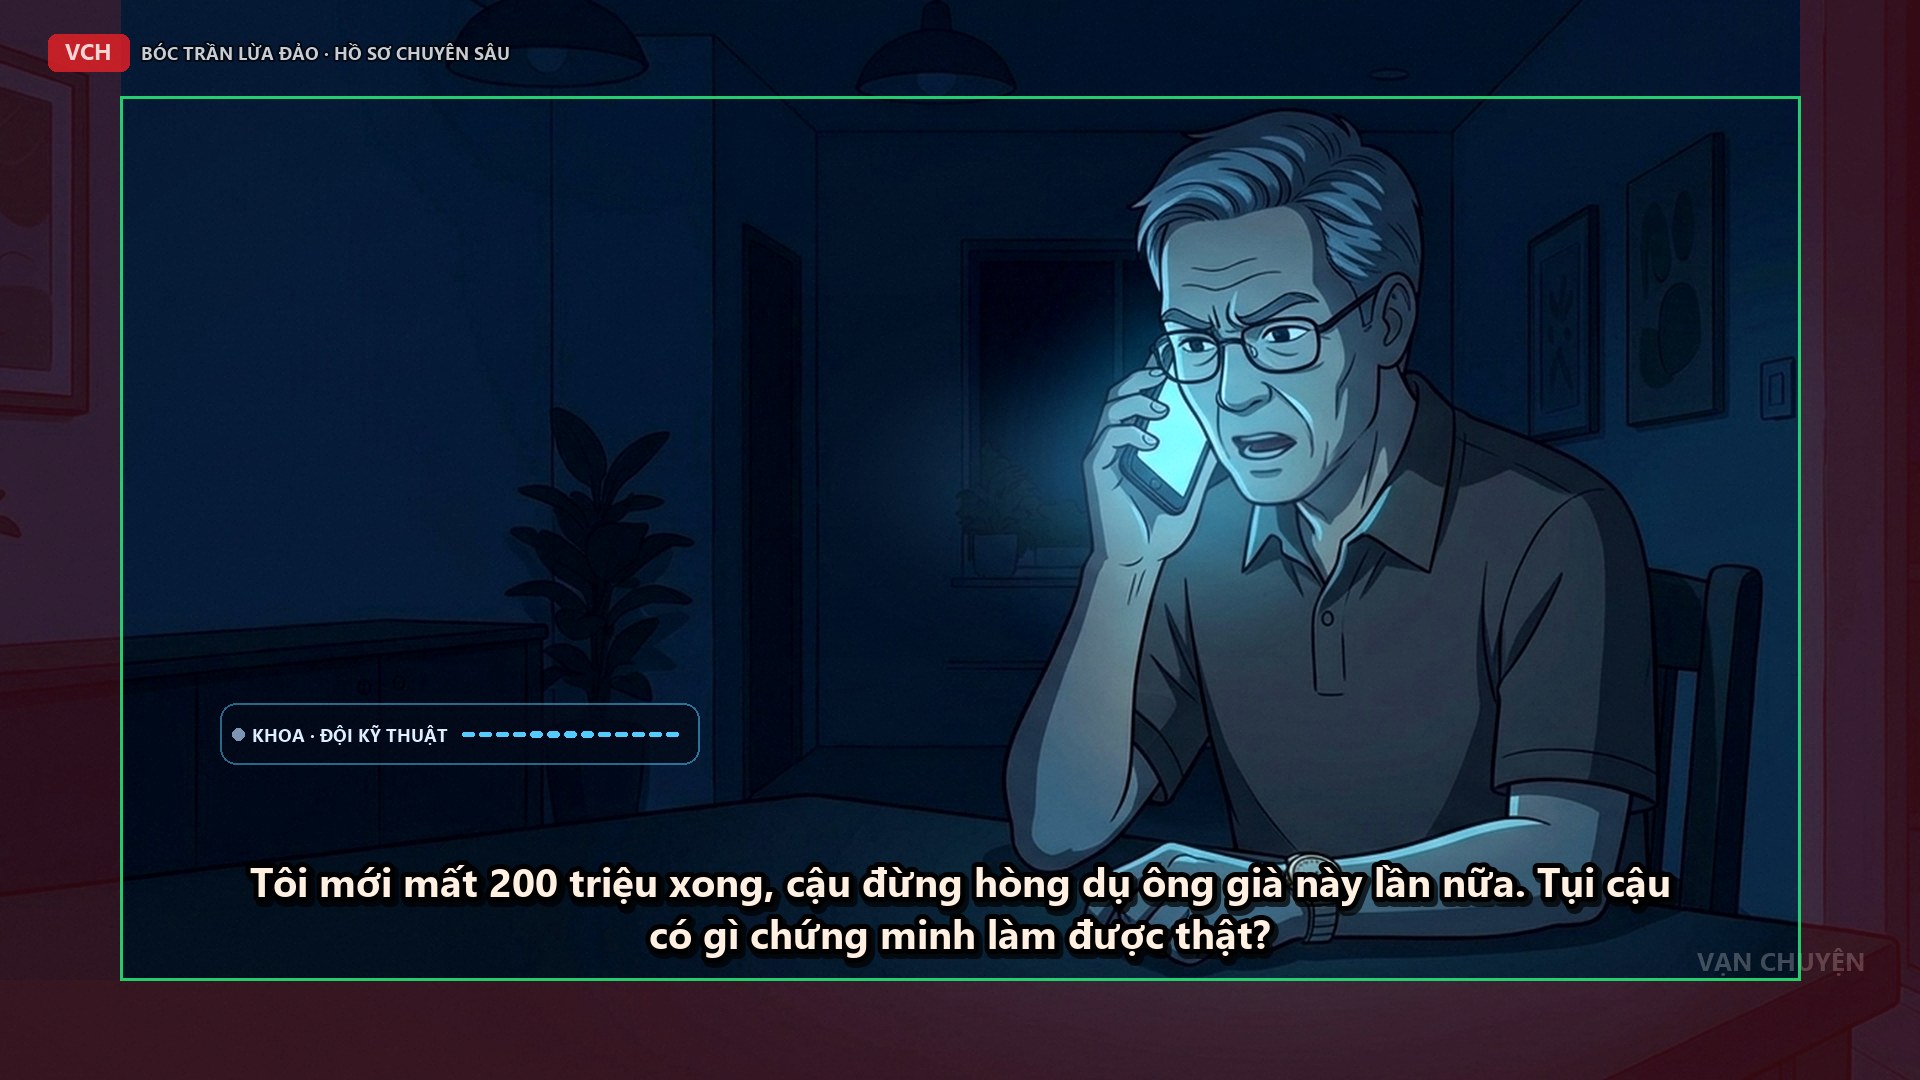 VCH BÓC TRẦN LỪA ĐẢO · HỒ SƠ CHUYÊN SÂU
KHOA · ĐỘI KỸ THUẬT
Tôi mới mất 200 triệu xong, cậu đừng hòng dụ ông già này lần nữa. Tụi cậu
có gì chứng minh làm được thật?
VẠN CHUYỆN